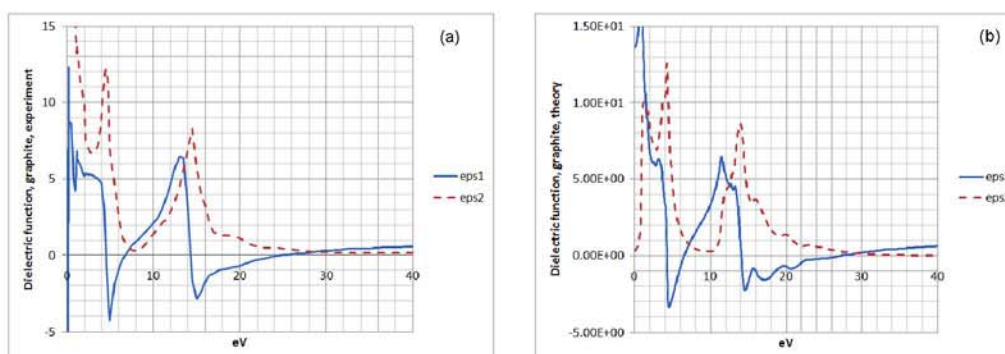 (a)
Dielectric function, graphite, experiment
15
10
5
0
-5
0
10
20
30
40
eV
eps1
eps2
(b)
Dielectric function, graphite, theory
1.50E+01
1.00E+01
5.00E+00
0.00E+00
-5.00E+00
0
10
20
30
40
eV
eps
eps